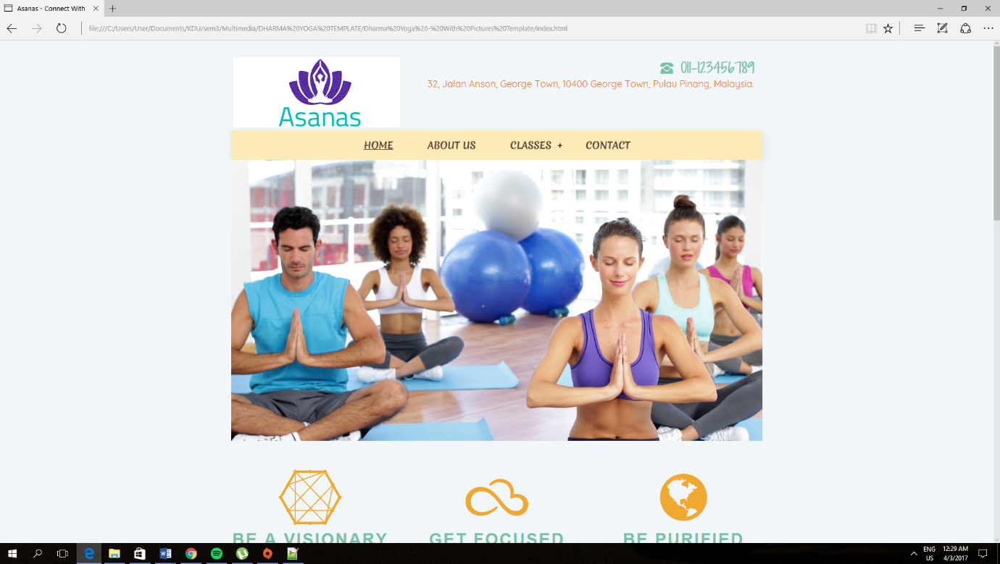 Asanas - Connect With
file:///C:/Users/User/Documents/KDU/sem3/Multimedia/DHARMA%20YOGA%20TEMPLATE/Dharma%20Yoga%20-%20With%20Pictures%20Template/index.html
Asanas
011-123456789
32, Jalan Anson, George Town, 10400 George Town, Pulau Pinang, Malaysia.
HOME ABOUT US CLASSES + CONTACT
BE A VISIONARY GET FOCUSED BE PURIFIED
ENG 12:29 AM
US 4/3/2017